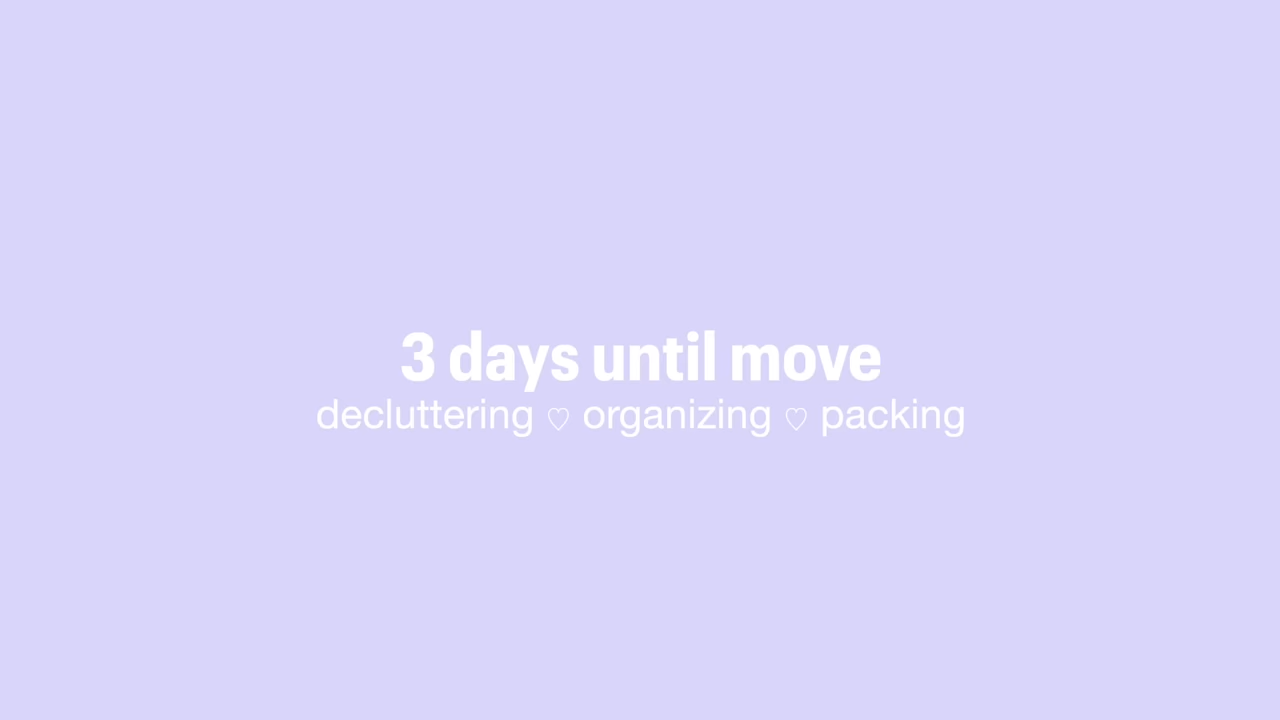 3 days until move
decluttering ♡ organizing ♡ packing